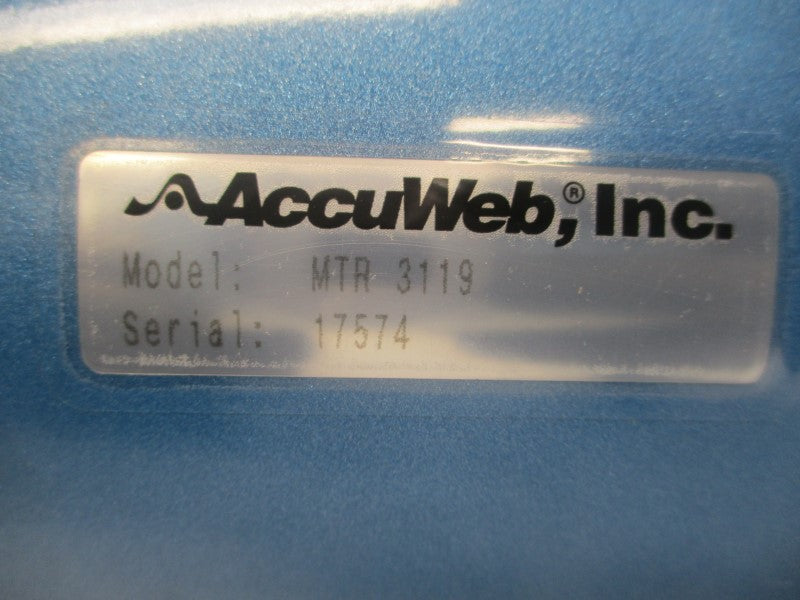 AccuWeb,® Inc.
Model: MTR 3119
Serial: 17574